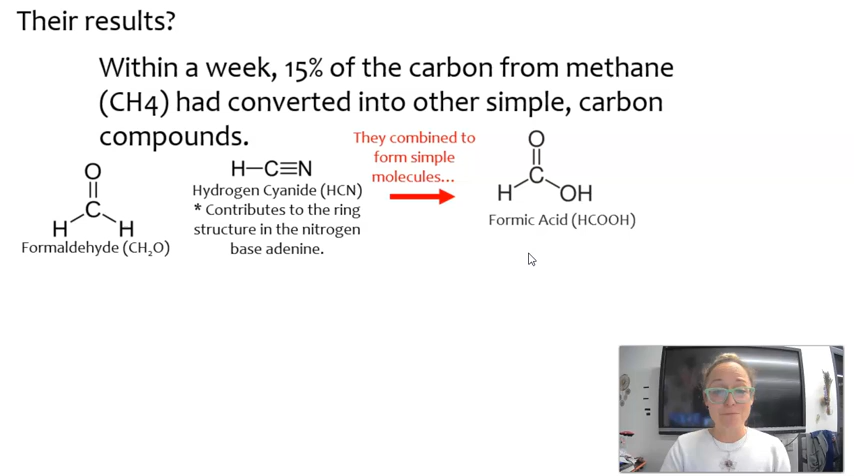 Their results?
Within a week, 15% of the carbon from methane
(CH4) had converted into other simple, carbon
compounds.
They combined to
form simple
molecules...
O
C
H H
Formaldehyde (CH₂O)
H–C≡N
Hydrogen Cyanide (HCN)
* Contributes to the ring
structure in the nitrogen
base adenine.
O
C
H OH
Formic Acid (HCOOH)